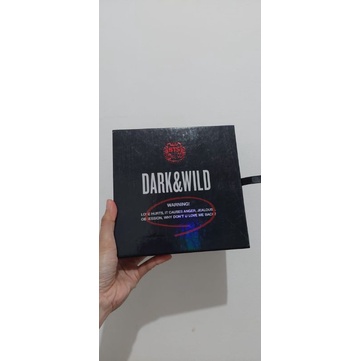 DARK&WILD
WARNING!
LOVE HURTS, IT CAUSES ANGER, JEALOUSY,
OBSESSION, WHY DON'T U LOVE ME BACK?